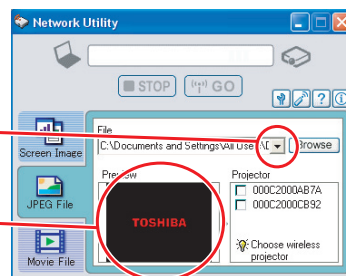 Network Utility
STOP
GO
?
File
C:\Documents and Settings\All Users\D
Browse
Screen Image
Preview
Projector
000C2000AB7A
000C2000CB92
JPEG File
TOSHIBA
Choose wireless
projector
Movie File